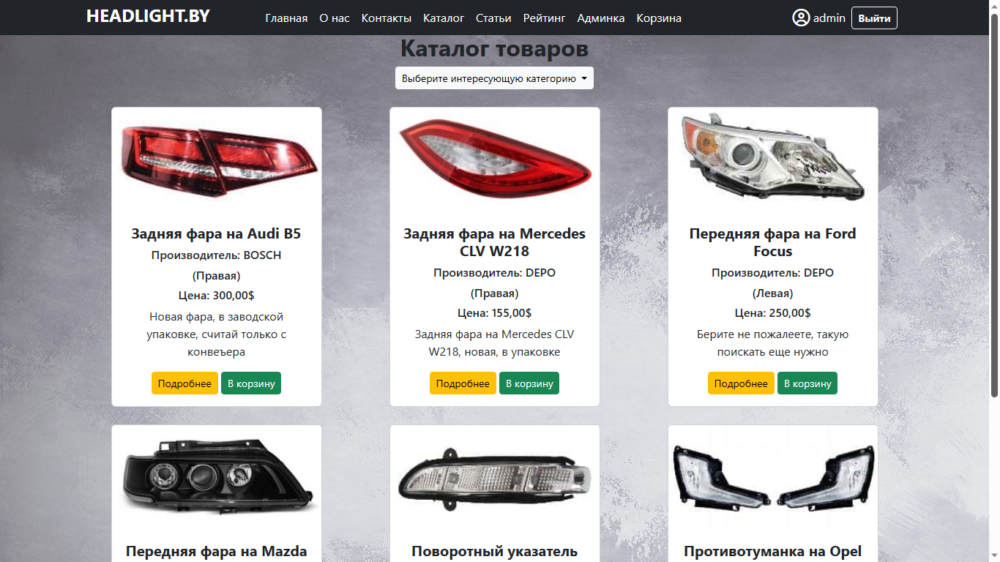 HEADLIGHT.BY
Главная О нас Контакты Каталог Статьи Рейтинг Админка Корзина
admin Выйти
Каталог товаров
Выберите интересующую категорию
Задняя фара на Audi B5
Производитель: BOSCH
(Правая)
Цена: 300,00$
Новая фара, в заводской
упаковке, считай только с
конвеъера
Подробнее В корзину
Задняя фара на Mercedes
CLV W218
Производитель: DEPO
(Правая)
Цена: 155,00$
Задняя фара на Mercedes CLV
W218, новая, в упаковке
Подробнее В корзину
Передняя фара на Ford
Focus
Производитель: DEPO
(Левая)
Цена: 250,00$
Берите не пожалеете, такую
поискать еще нужно
Подробнее В корзину
Передняя фара на Mazda
Поворотный указатель
Противотуманка на Opel